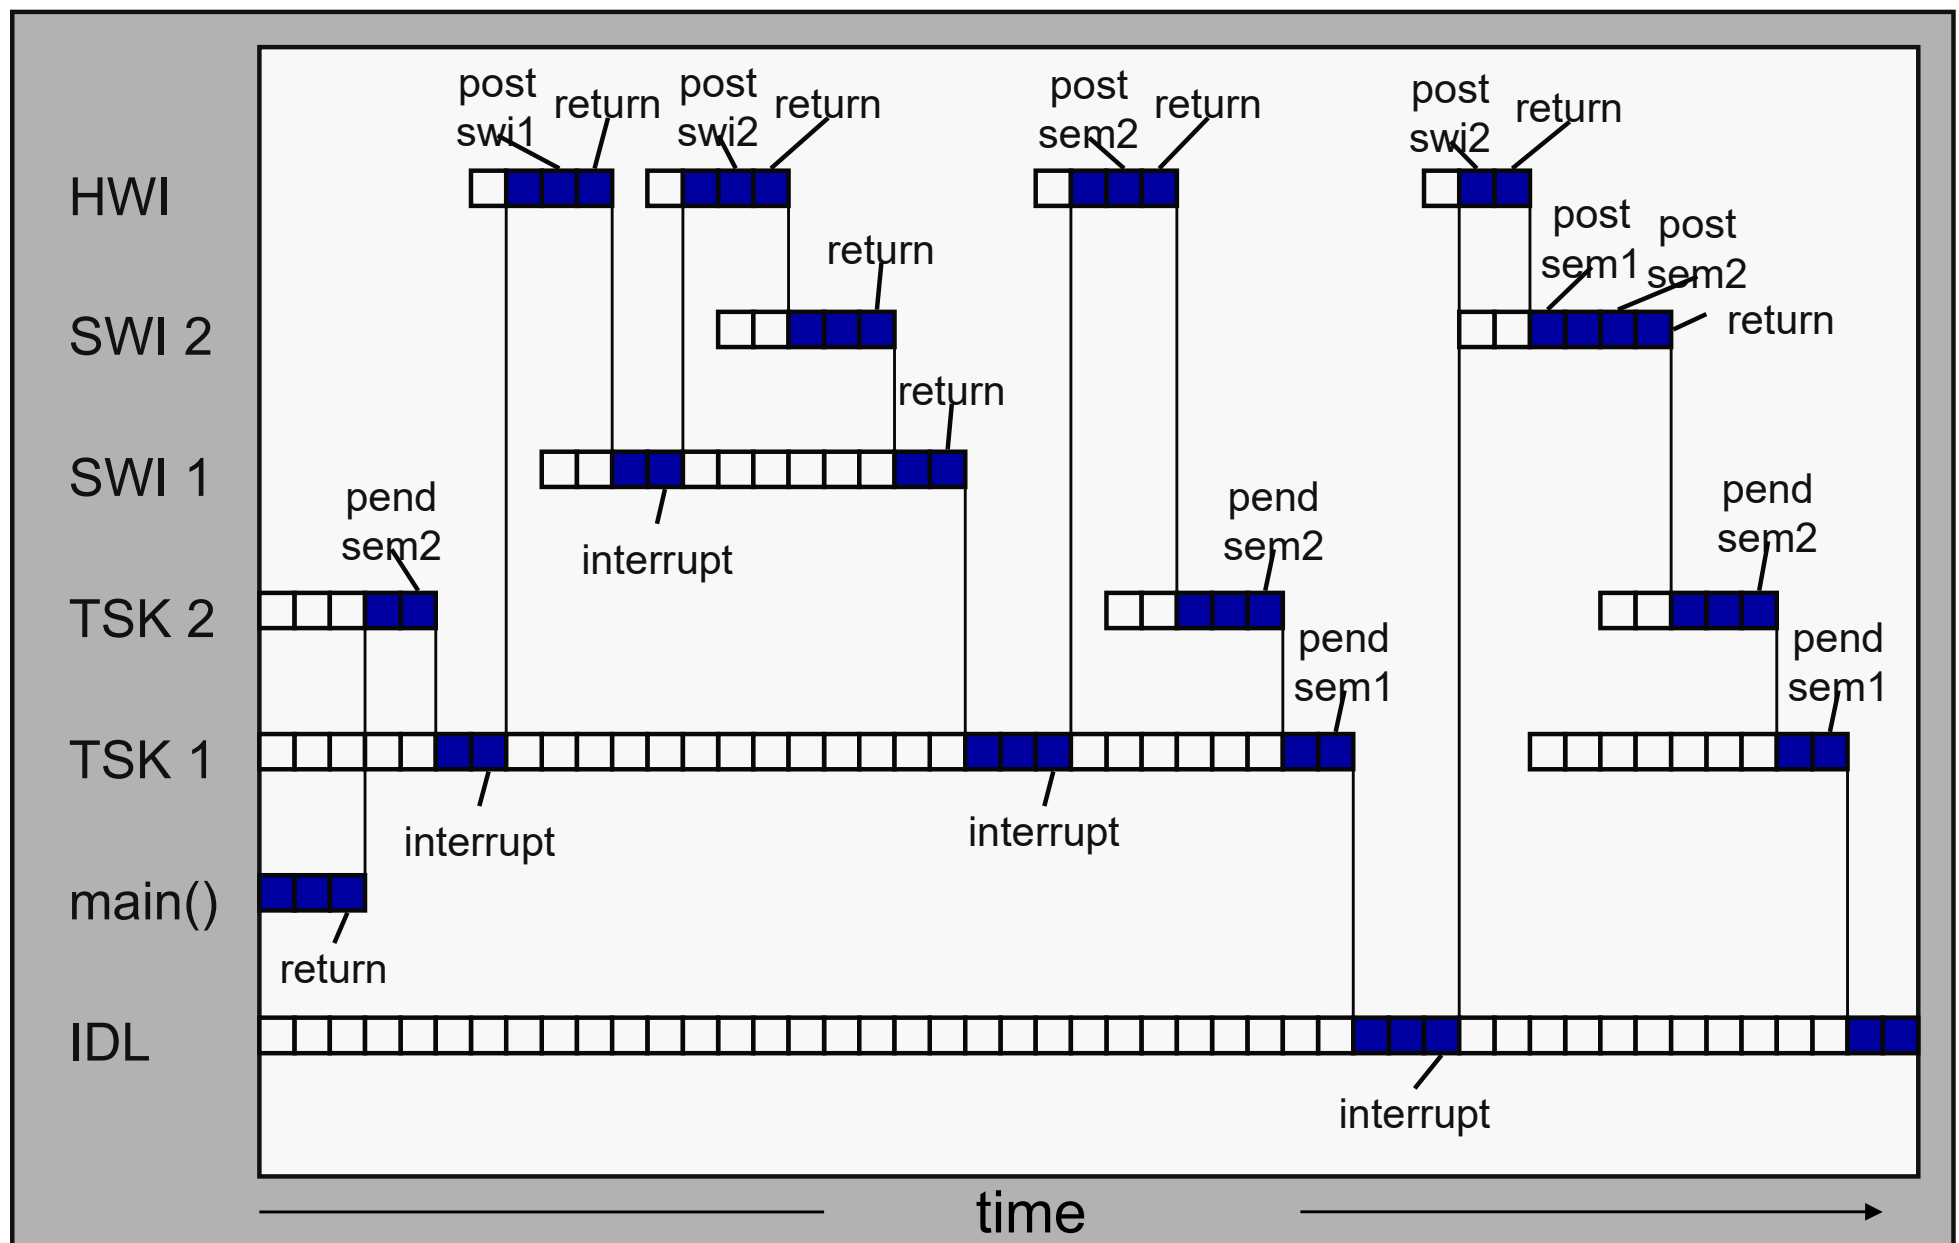 post
swi1
return
post
swi2
return
post
sem2
return
post
swi2
return
HWI
post
sem1
post
sem2
return
SWI 2
return
return
SWI 1
pend
sem2
interrupt
pend
sem2
pend
sem2
TSK 2
pend
sem1
pend
sem1
TSK 1
interrupt
interrupt
main()
return
IDL
interrupt
time